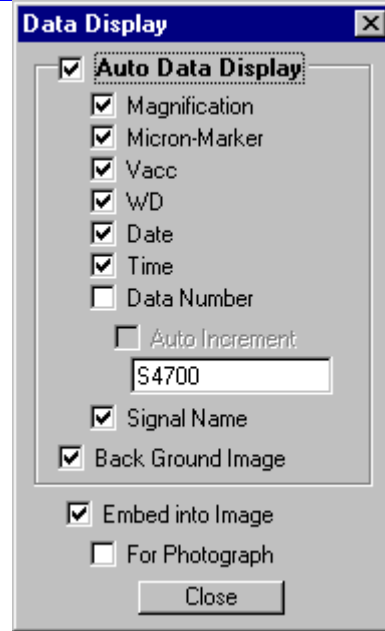 Data Display
Auto Data Display
Magnification
Micron-Marker
Vacc
WD
Date
Time
Data Number
Auto Increment
S4700
Signal Name
Back Ground Image
Embed into Image
For Photograph
Close